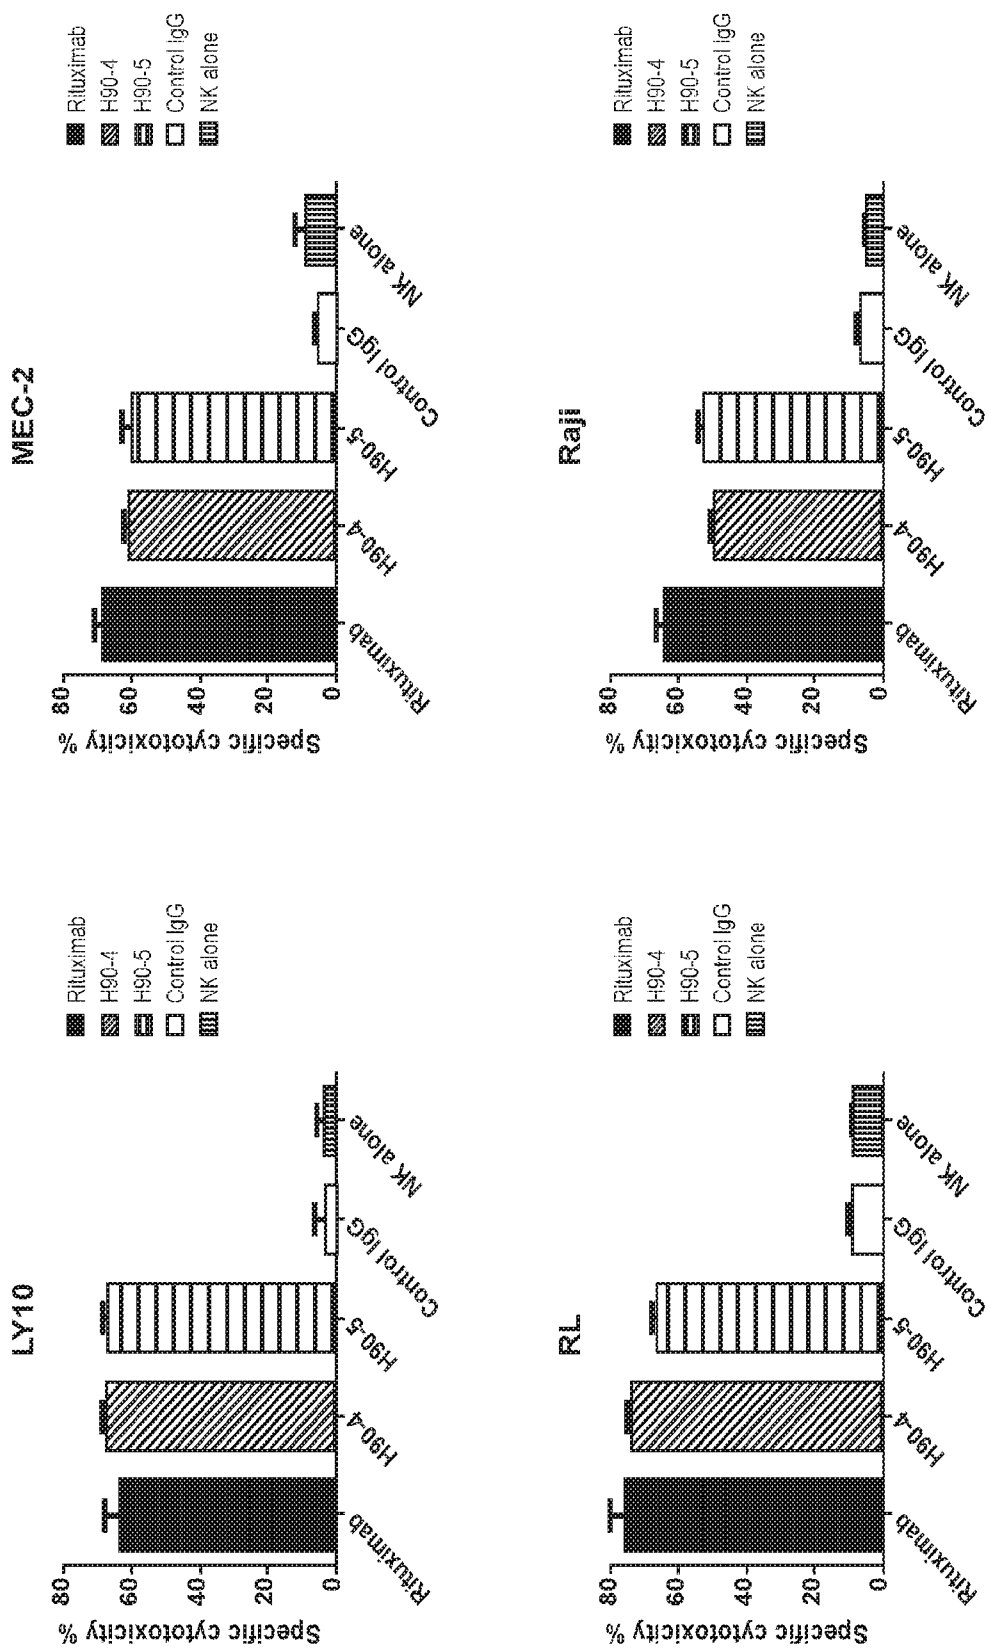 LY10
Specific cytotoxicity %
80
60
40
20
0
Rituximab
H90-4
H90-5
Control IgG
NK alone
Rituximab
H90-4
H90-5
Control IgG
NK alone
MEC-2
Specific cytotoxicity %
80
60
40
20
0
Rituximab
H90-4
H90-5
Control IgG
NK alone
Rituximab
H90-4
H90-5
Control IgG
NK alone
RL
Specific cytotoxicity %
80
60
40
20
0
Rituximab
H90-4
H90-5
Control IgG
NK alone
Rituximab
H90-4
H90-5
Control IgG
NK alone
Raji
Specific cytotoxicity %
80
60
40
20
0
Rituximab
H90-4
H90-5
Control IgG
NK alone
Rituximab
H90-4
H90-5
Control IgG
NK alone